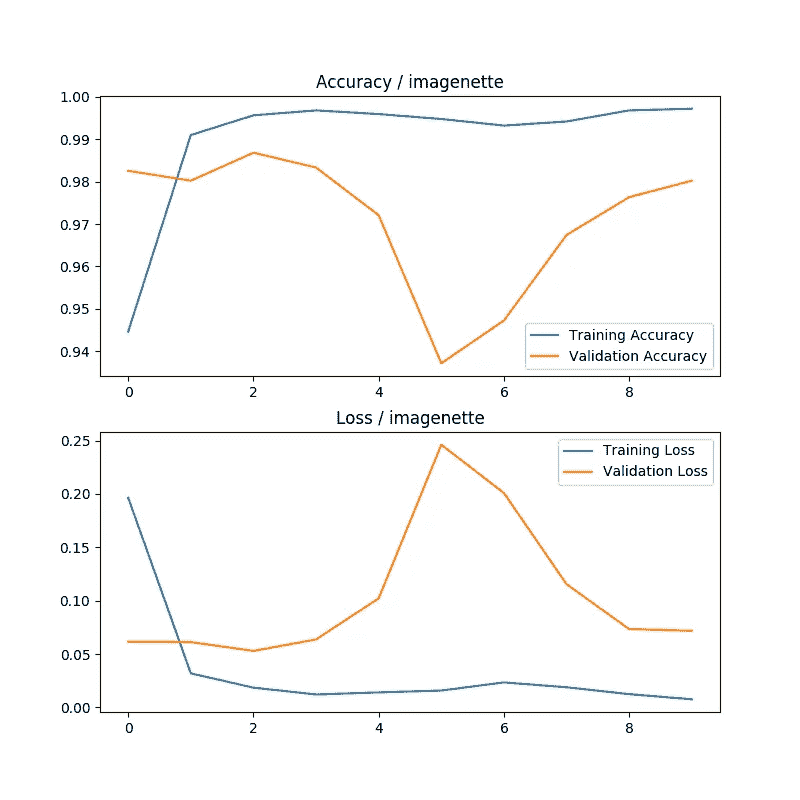 Accuracy / imagenette
1.00
0.99
0.98
0.97
0.96
0.95
0.94
Training Accuracy
Validation Accuracy
0 2 4 6 8
Loss / imagenette
0.25
0.20
0.15
0.10
0.05
0.00
Training Loss
Validation Loss
0 2 4 6 8